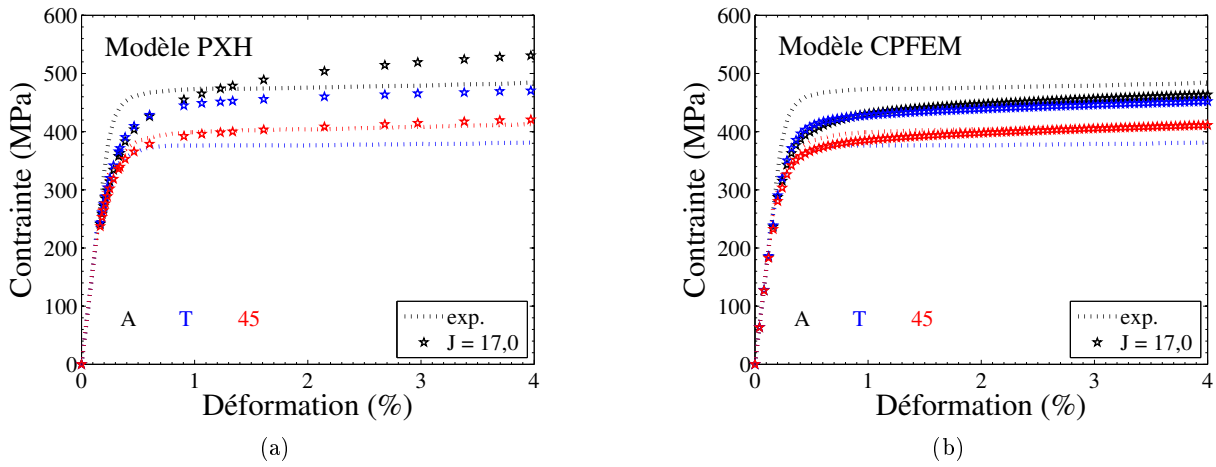 600
500
400
300
200
100
0
Contrainte (MPa)
Modèle PXH
A T 45
exp.
J = 17,0
0 1 2 3 4
Déformation (%)
(a)
600
500
400
300
200
100
0
Contrainte (MPa)
Modèle CPFEM
A T 45
exp.
J = 17,0
0 1 2 3 4
Déformation (%)
(b)